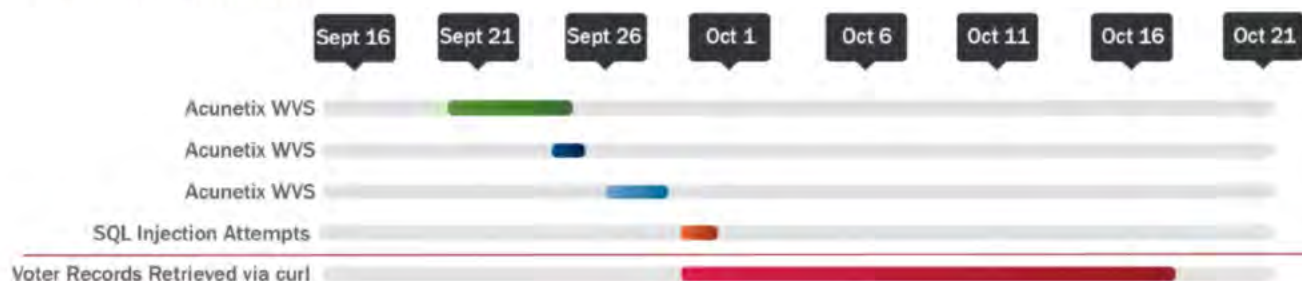 Sept 16 Sept 21 Sept 26 Oct 1 Oct 6 Oct 11 Oct 16 Oct 21
Acunetix WVS
Acunetix WVS
Acunetix WVS
SQL Injection Attempts
Voter Records Retrieved via curl